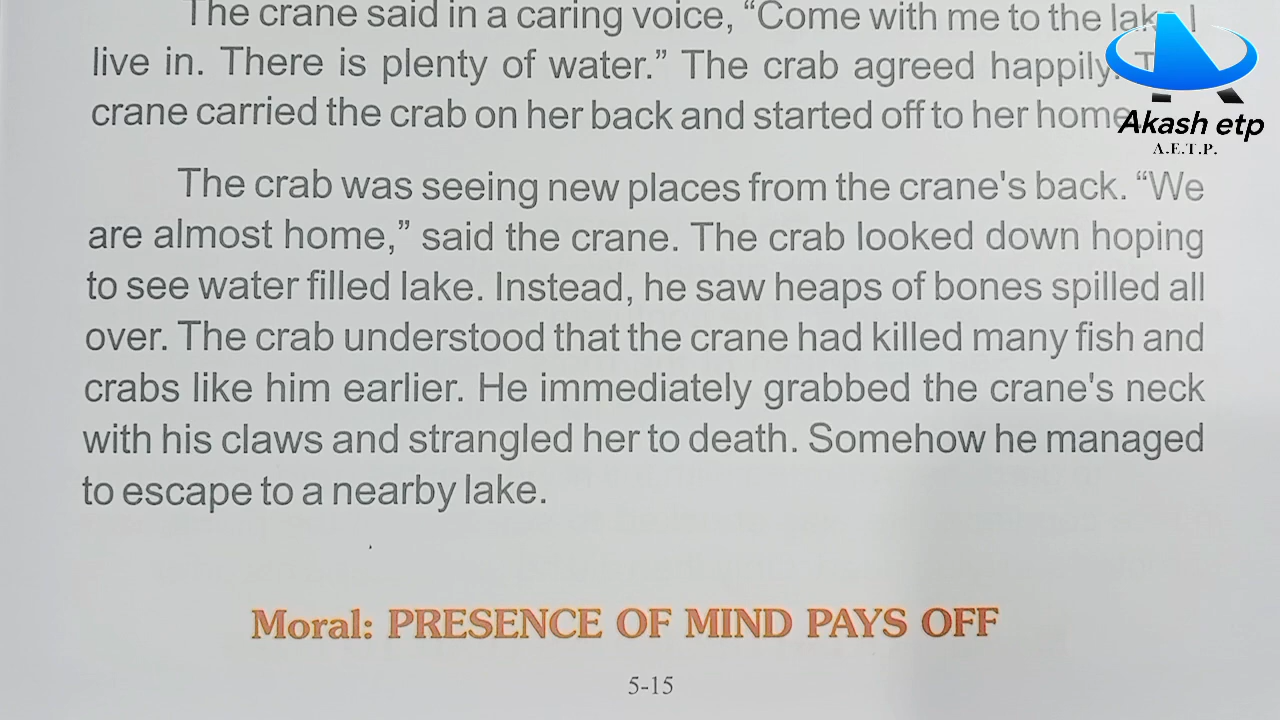 The crane said in a caring voice, “Come with me to the lake I
live in. There is plenty of water.” The crab agreed happily.
crane carried the crab on her back and started off to her home
Akash etp
A.E.T.P.
The crab was seeing new places from the crane's back. “We
are almost home,” said the crane. The crab looked down hoping
to see water filled lake. Instead, he saw heaps of bones spilled all
over. The crab understood that the crane had killed many fish and
crabs like him earlier. He immediately grabbed the crane's neck
with his claws and strangled her to death. Somehow he managed
to escape to a nearby lake.
Moral: PRESENCE OF MIND PAYS OFF
5-15